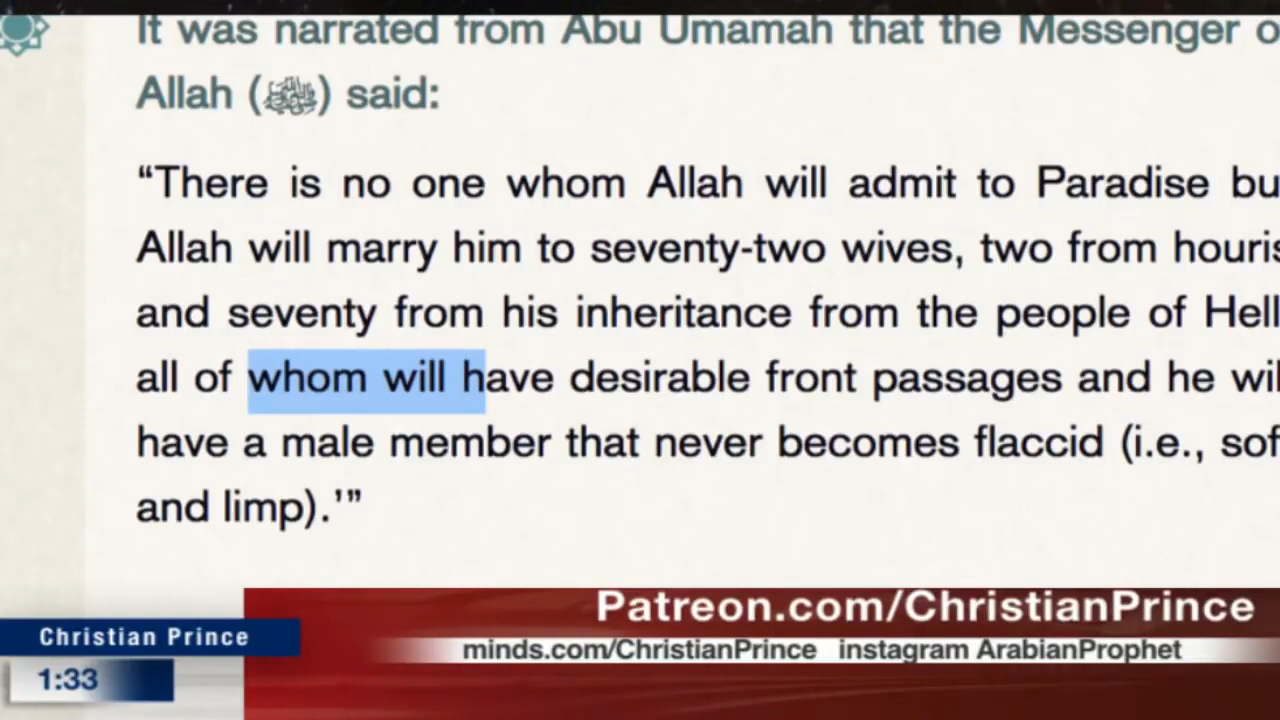 It was narrated from Abu Umamah that the Messenger o
Allah (ﷺ) said:
“There is no one whom Allah will admit to Paradise bu
Allah will marry him to seventy-two wives, two from houris
and seventy from his inheritance from the people of Hell
all of whom will have desirable front passages and he wil
have a male member that never becomes flaccid (i.e., sof
and limp).’”
Patreon.com/ChristianPrince
Christian Prince
minds.com/ChristianPrince instagram ArabianProphet
1:33